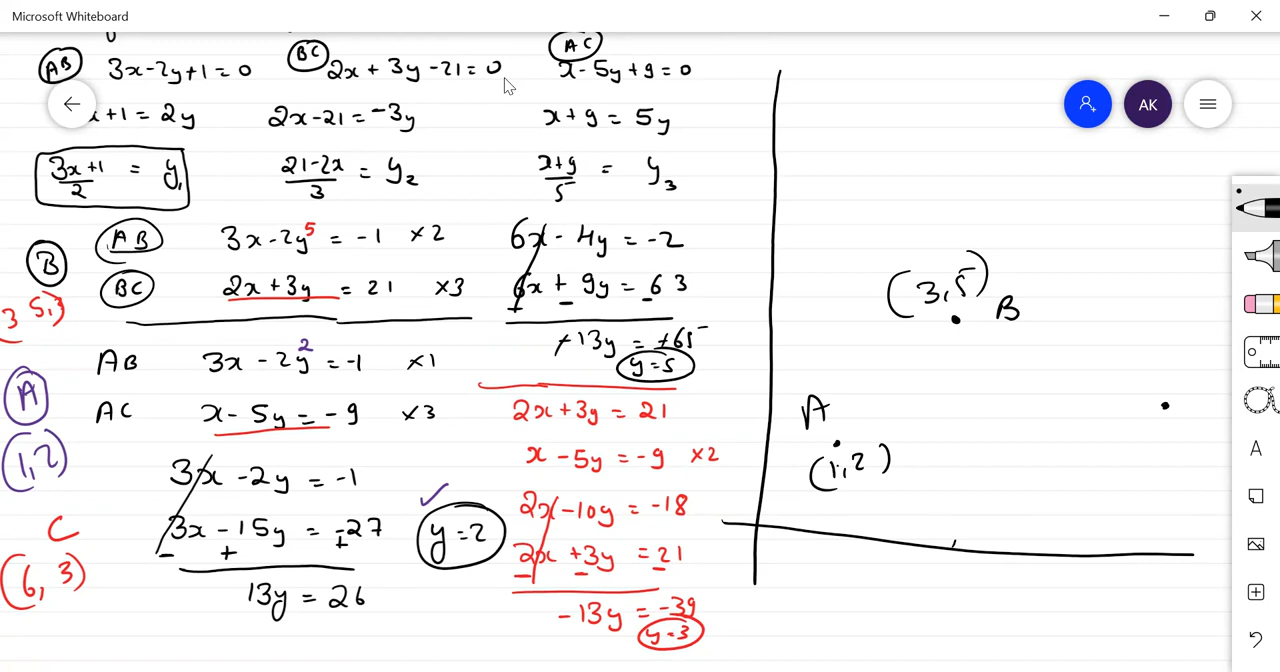 Microsoft Whiteboard
AB 3x-2y+1=0
BC 2x + 3y -21=0
AC x-5y+9=0
x+1 = 2y
2x-21 = -3y
x+9 = 5y
3x+1/2 = y1
21-2x/3 = y2
x+9/5 = y3
B
AB 3x-2y = -1 ×2
5
6x - 4y = -2
BC 2x+3y = 21 ×3
6x + 9y = 63
3 5,3
-13y = +65
y=5
AB 3x - 2y = -1 ×1
2
A
AC x-5y = -9 ×3
(1,2)
3x -2y = -1
3x -15y = -27
- + +
13y = 26
y=2
C
(6,3)
2x+3y = 21
x -5y = -9 ×2
2x -10y = -18
2x +3y = 21
- - -
-13y = -39
y=3
(3,5) B
A
(1,2)
AK
A